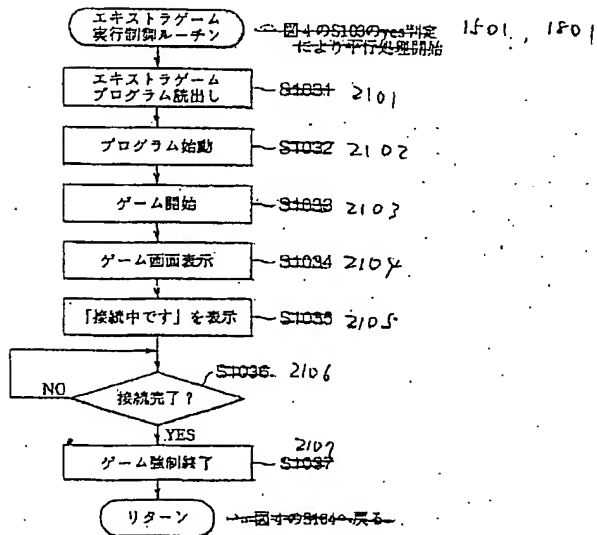 エキストラゲーム
実行制御ルーチン
図4のS103のyes判定
により平行処理開始
1501, 1801
エキストラゲーム
プログラム読出し
S1031 2101
プログラム始動
S1032 2102
ゲーム開始
S1033 2103
ゲーム画面表示
S1034 2104
「接続中です」を表示
S1035 2105
S1036 2106
接続完了?
NO
YES
2107
ゲーム強制終了
S1037
リターン
図4のS104へ戻る